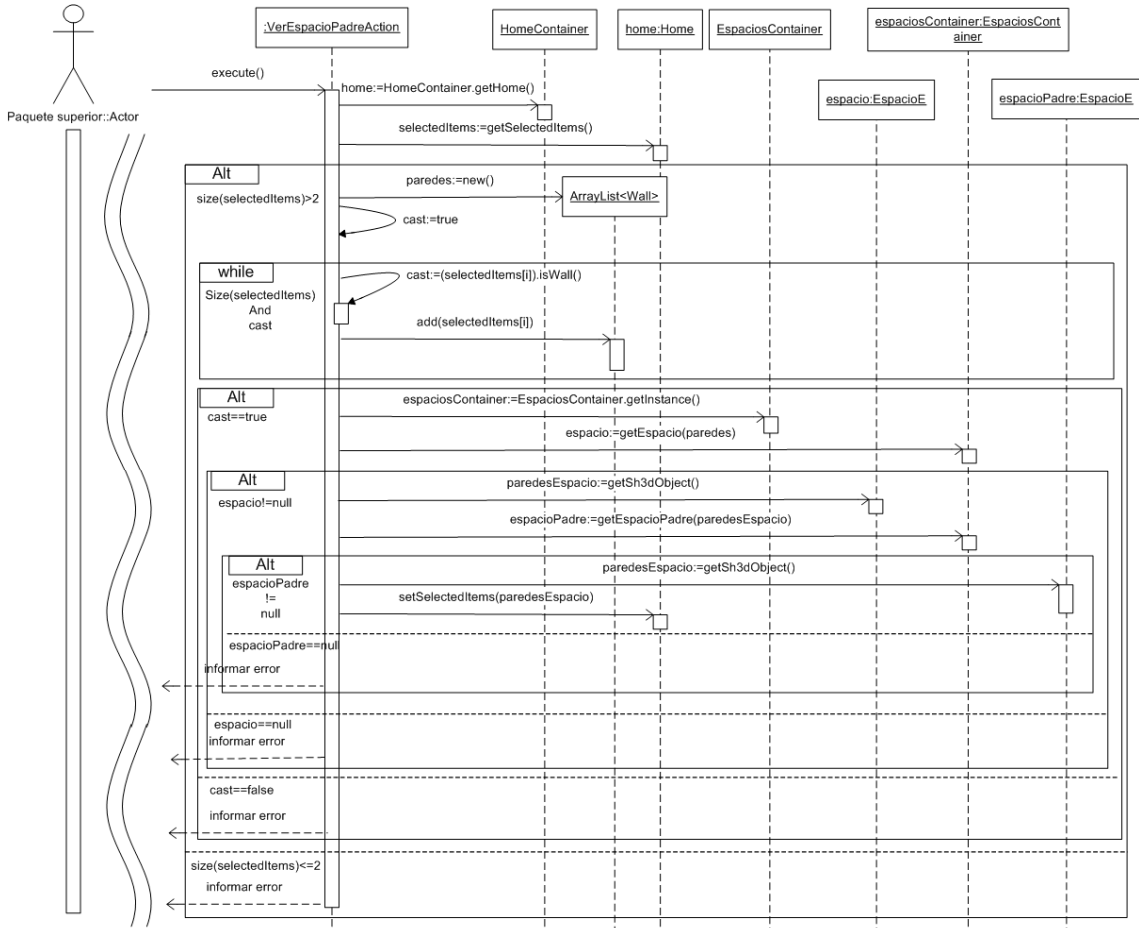 :VerEspacioPadreAction
HomeContainer
home:Home
EspaciosContainer
espaciosContainer:EspaciosCont
ainer
execute()
home:=HomeContainer.getHome()
espacio:EspacioE
espacioPadre:EspacioE
Paquete superior::Actor
selectedItems:=getSelectedItems()
Alt
size(selectedItems)>2
paredes:=new()
ArrayList<Wall>
cast:=true
while
Size(selectedItems)
And
cast
cast:=(selectedItems[i]).isWall()
add(selectedItems[i])
Alt
cast==true
espaciosContainer:=EspaciosContainer.getInstance()
espacio:=getEspacio(paredes)
Alt
espacio!=null
paredesEspacio:=getSh3dObject()
espacioPadre:=getEspacioPadre(paredesEspacio)
Alt
espacioPadre
!=
null
paredesEspacio:=getSh3dObject()
setSelectedItems(paredesEspacio)
espacioPadre==null
informar error
espacio==null
informar error
cast==false
informar error
size(selectedItems)<=2
informar error